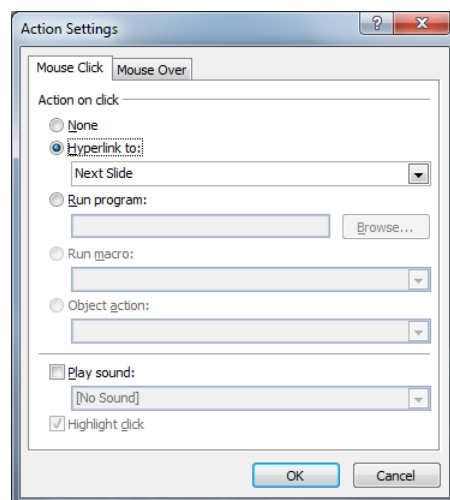 Action Settings
Mouse Click Mouse Over
Action on click
None
Hyperlink to:
Next Slide
Run program:
Browse...
Run macro:
Object action:
Play sound:
[No Sound]
Highlight click
OK Cancel